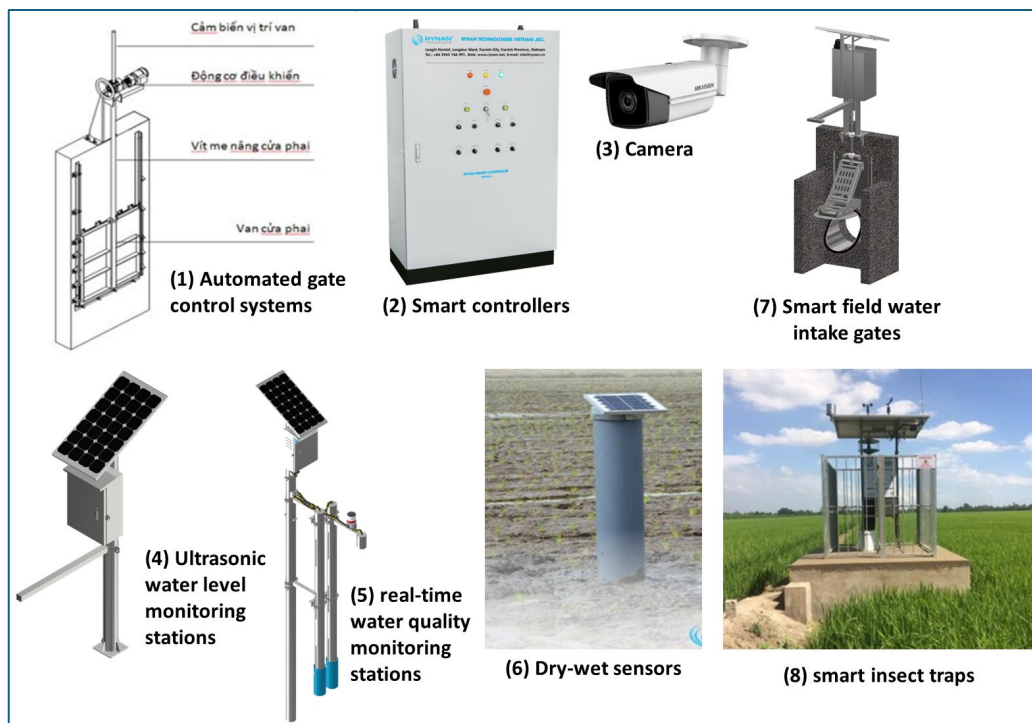 Cảm biến vị trí van
Động cơ điều khiển
Vít me nâng cửa phai
Van cửa phai
(1) Automated gate
control systems
RYNAN
RYNAN TECHNOLOGIES VIETNAM JSC.
(2) Smart controllers
HIKVISION
(3) Camera
(7) Smart field water
intake gates
(4) Ultrasonic
water level
monitoring
stations
(5) real-time
water quality
monitoring
stations
(6) Dry-wet sensors
(8) smart insect traps